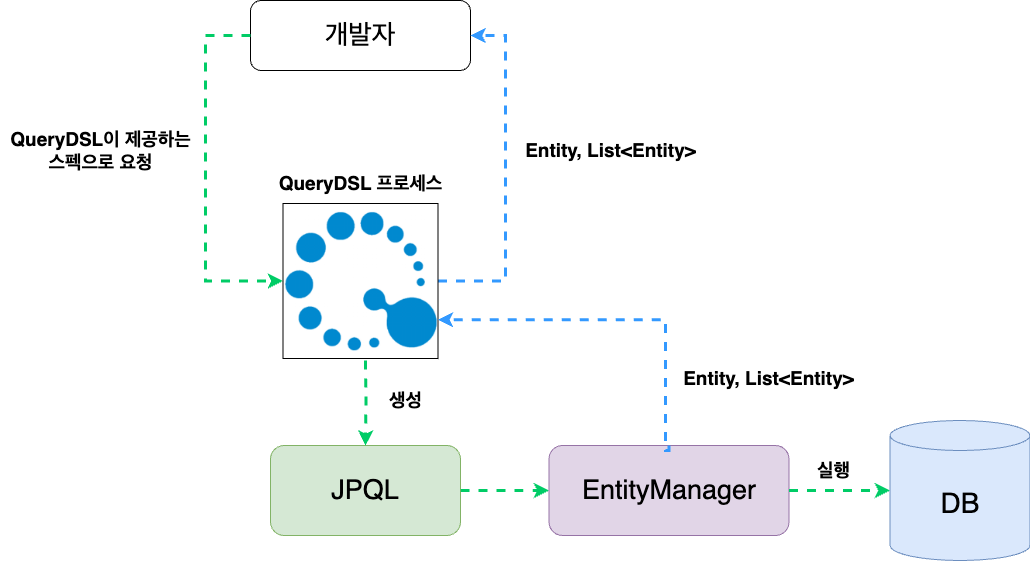 개발자
QueryDSL이 제공하는
스펙으로 요청
Entity, List<Entity>
QueryDSL 프로세스
Entity, List<Entity>
생성
JPQL
EntityManager
실행
DB